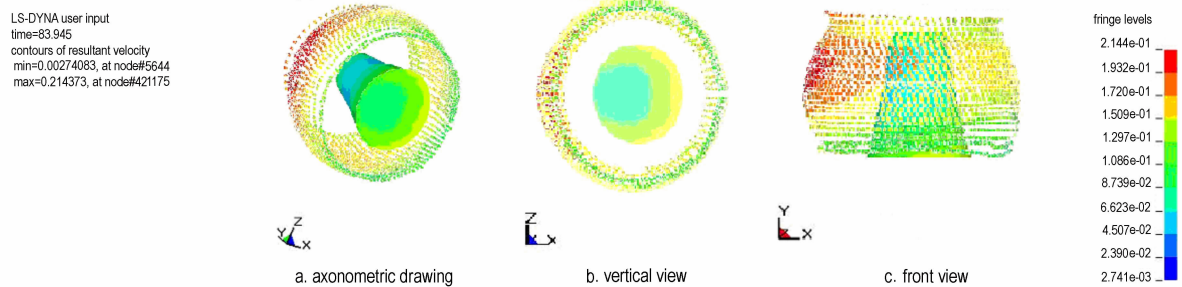 LS-DYNA user input
time=83.945
contours of resultant velocity
min=0.00274083, at node#5644
max=0.214373, at node#421175
fringe levels
2.144e-01
1.932e-01
1.720e-01
1.509e-01
1.297e-01
1.086e-01
8.739e-02
6.623e-02
4.507e-02
2.390e-02
2.741e-03
Y Z X
Z X
Y X
a. axonometric drawing
b. vertical view
c. front view